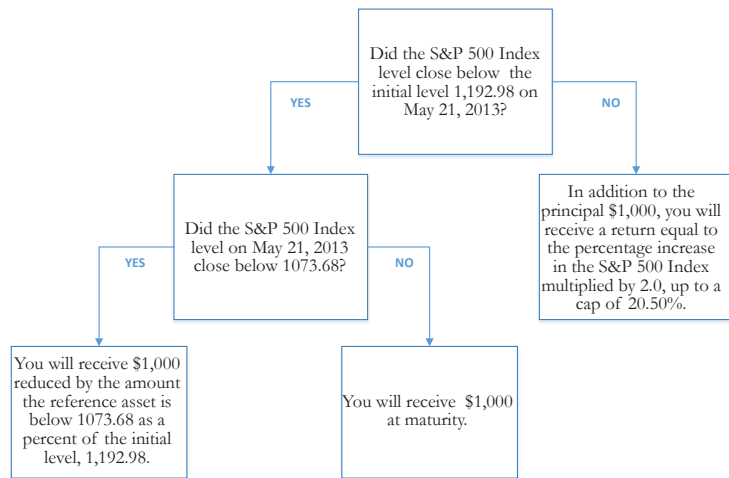 Did the S&P 500 Index
level close below the
initial level 1,192.98 on
May 21, 2013?
YES
NO
Did the S&P 500 Index
level on May 21, 2013
close below 1073.68?
In addition to the
principal $1,000, you will
receive a return equal to
the percentage increase
in the S&P 500 Index
multiplied by 2.0, up to a
cap of 20.50%.
YES
NO
You will receive $1,000
reduced by the amount
the reference asset is
below 1073.68 as a
percent of the initial
level, 1,192.98.
You will receive $1,000
at maturity.